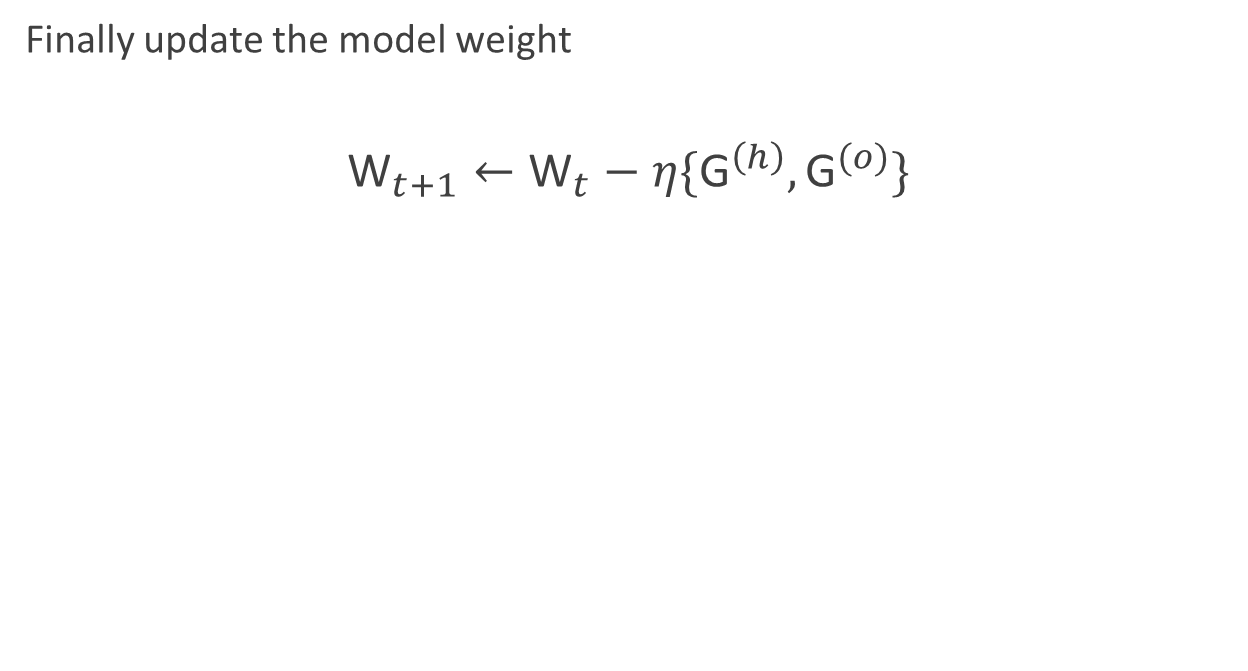 Finally update the model weight
W_{t+1} ← W_t − η{G^{(h)}, G^{(o)}}